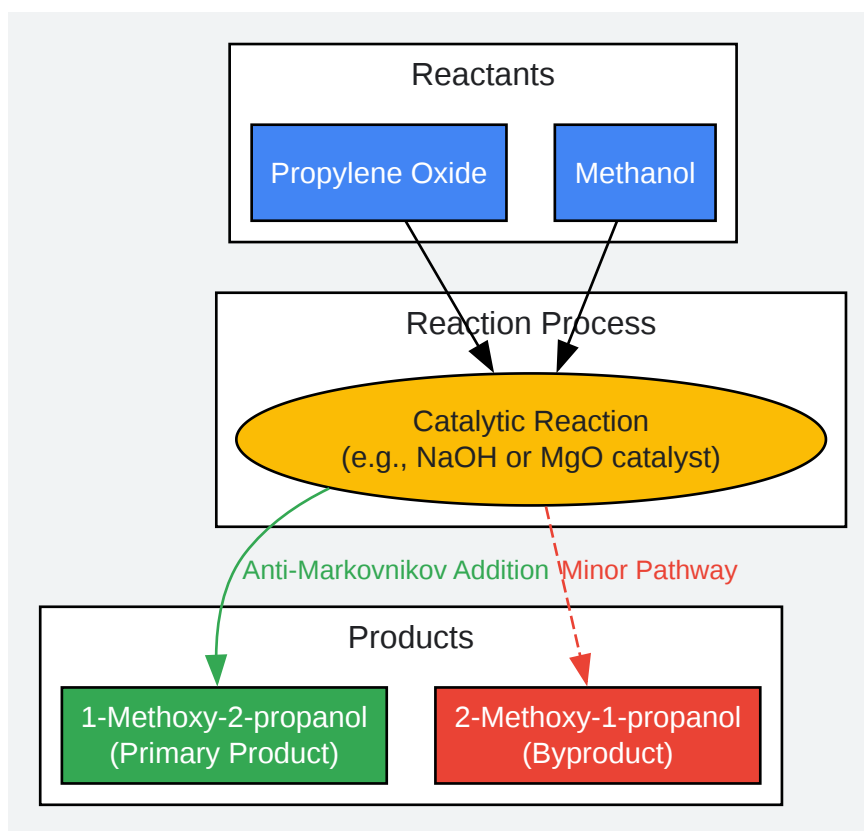 Reactants
Propylene Oxide
Methanol
Reaction Process
Catalytic Reaction
(e.g., NaOH or MgO catalyst)
Anti-Markovnikov Addition
Minor Pathway
Products
1-Methoxy-2-propanol
(Primary Product)
2-Methoxy-1-propanol
(Byproduct)